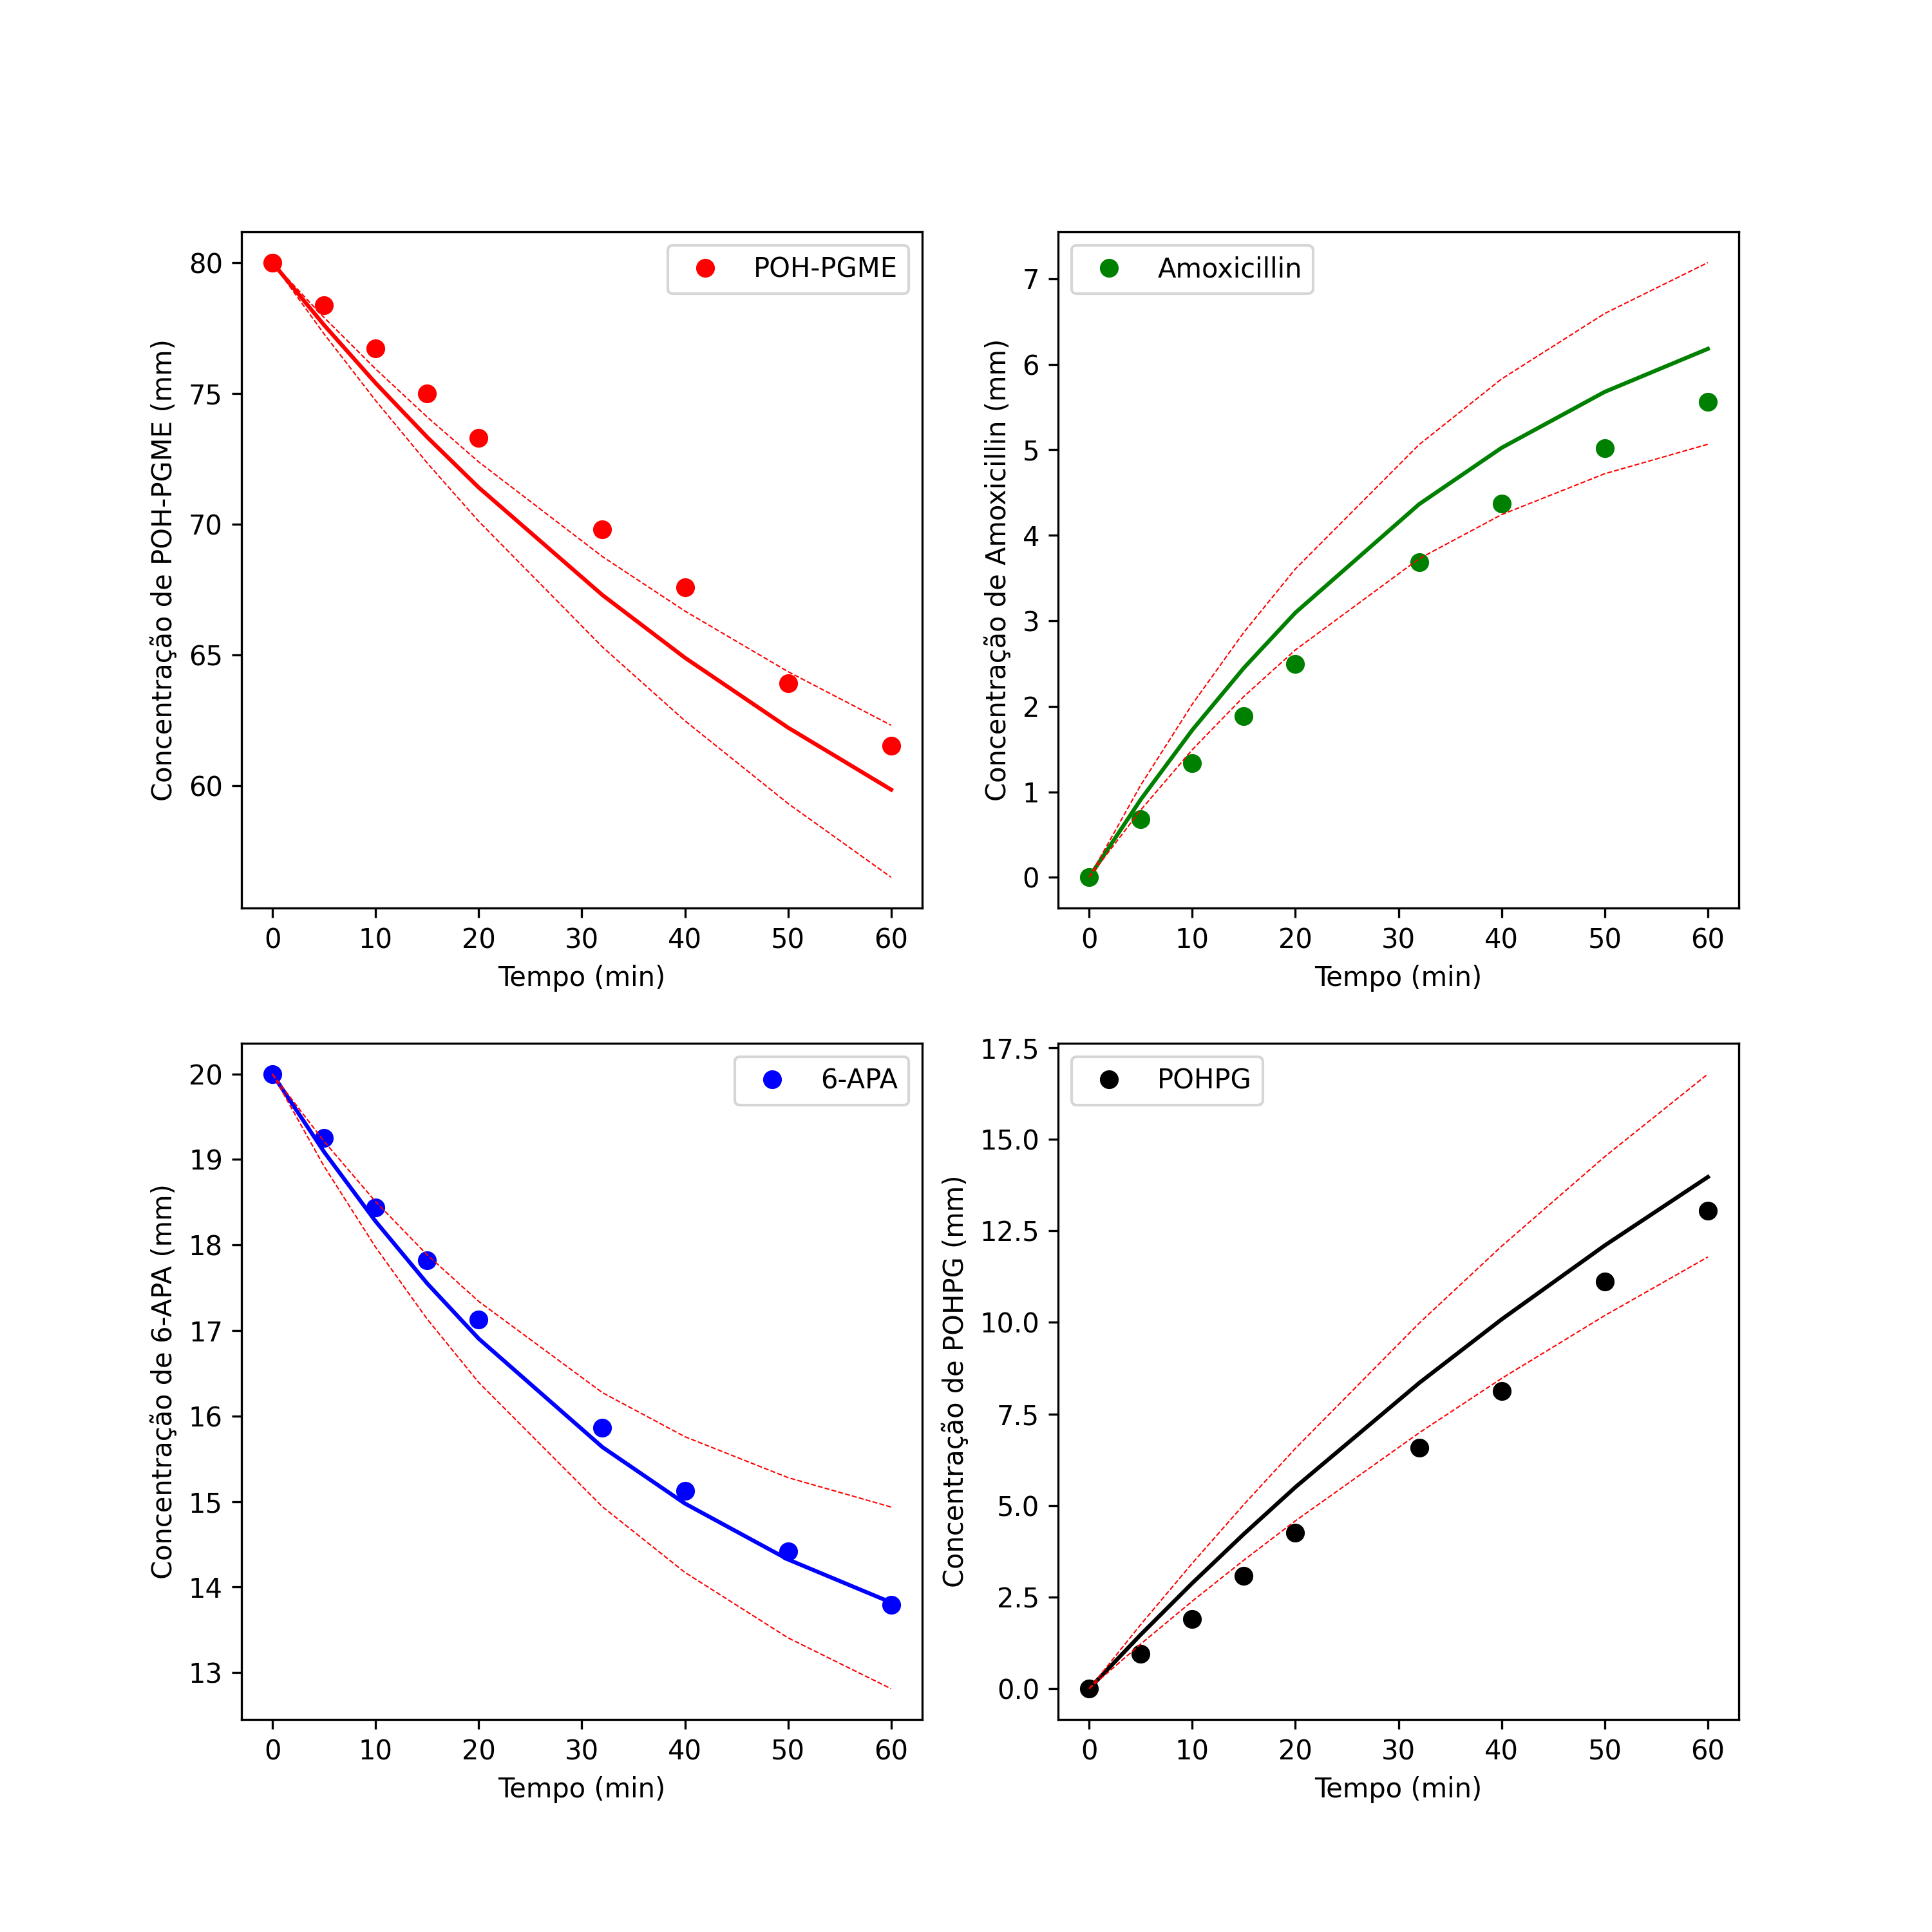 POH-PGME
Concentração de POH-PGME (mm)
80
75
70
65
60
0 10 20 30 40 50 60
Tempo (min)
Amoxicillin
Concentração de Amoxicillin (mm)
7
6
5
4
3
2
1
0
0 10 20 30 40 50 60
Tempo (min)
6-APA
Concentração de 6-APA (mm)
20
19
18
17
16
15
14
13
0 10 20 30 40 50 60
Tempo (min)
POHPG
Concentração de POHPG (mm)
17.5
15.0
12.5
10.0
7.5
5.0
2.5
0.0
0 10 20 30 40 50 60
Tempo (min)